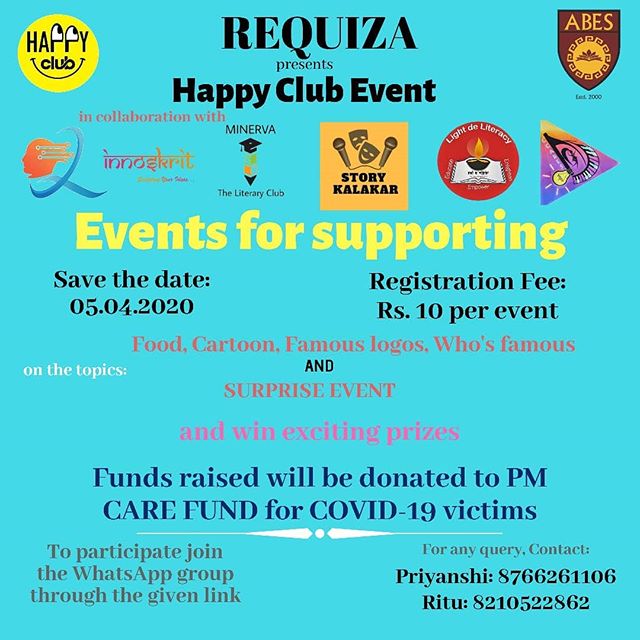 HAPPY
club
REQUIZA
presents
Happy Club Event
ABES
Estd. 2000
in collaboration with
innoskrit
MINERVA
The Literary Club
STORY
KALAKAR
Light de Literacy
Educate
Enlighten
Empower
Events for supporting
Save the date:
05.04.2020
Registration Fee:
Rs. 10 per event
Food, Cartoon, Famous logos, Who's famous
on the topics:
AND
SURPRISE EVENT
and win exciting prizes
Funds raised will be donated to PM
CARE FUND for COVID-19 victims
To participate join
the WhatsApp group
through the given link
For any query, Contact:
Priyanshi: 8766261106
Ritu: 8210522862